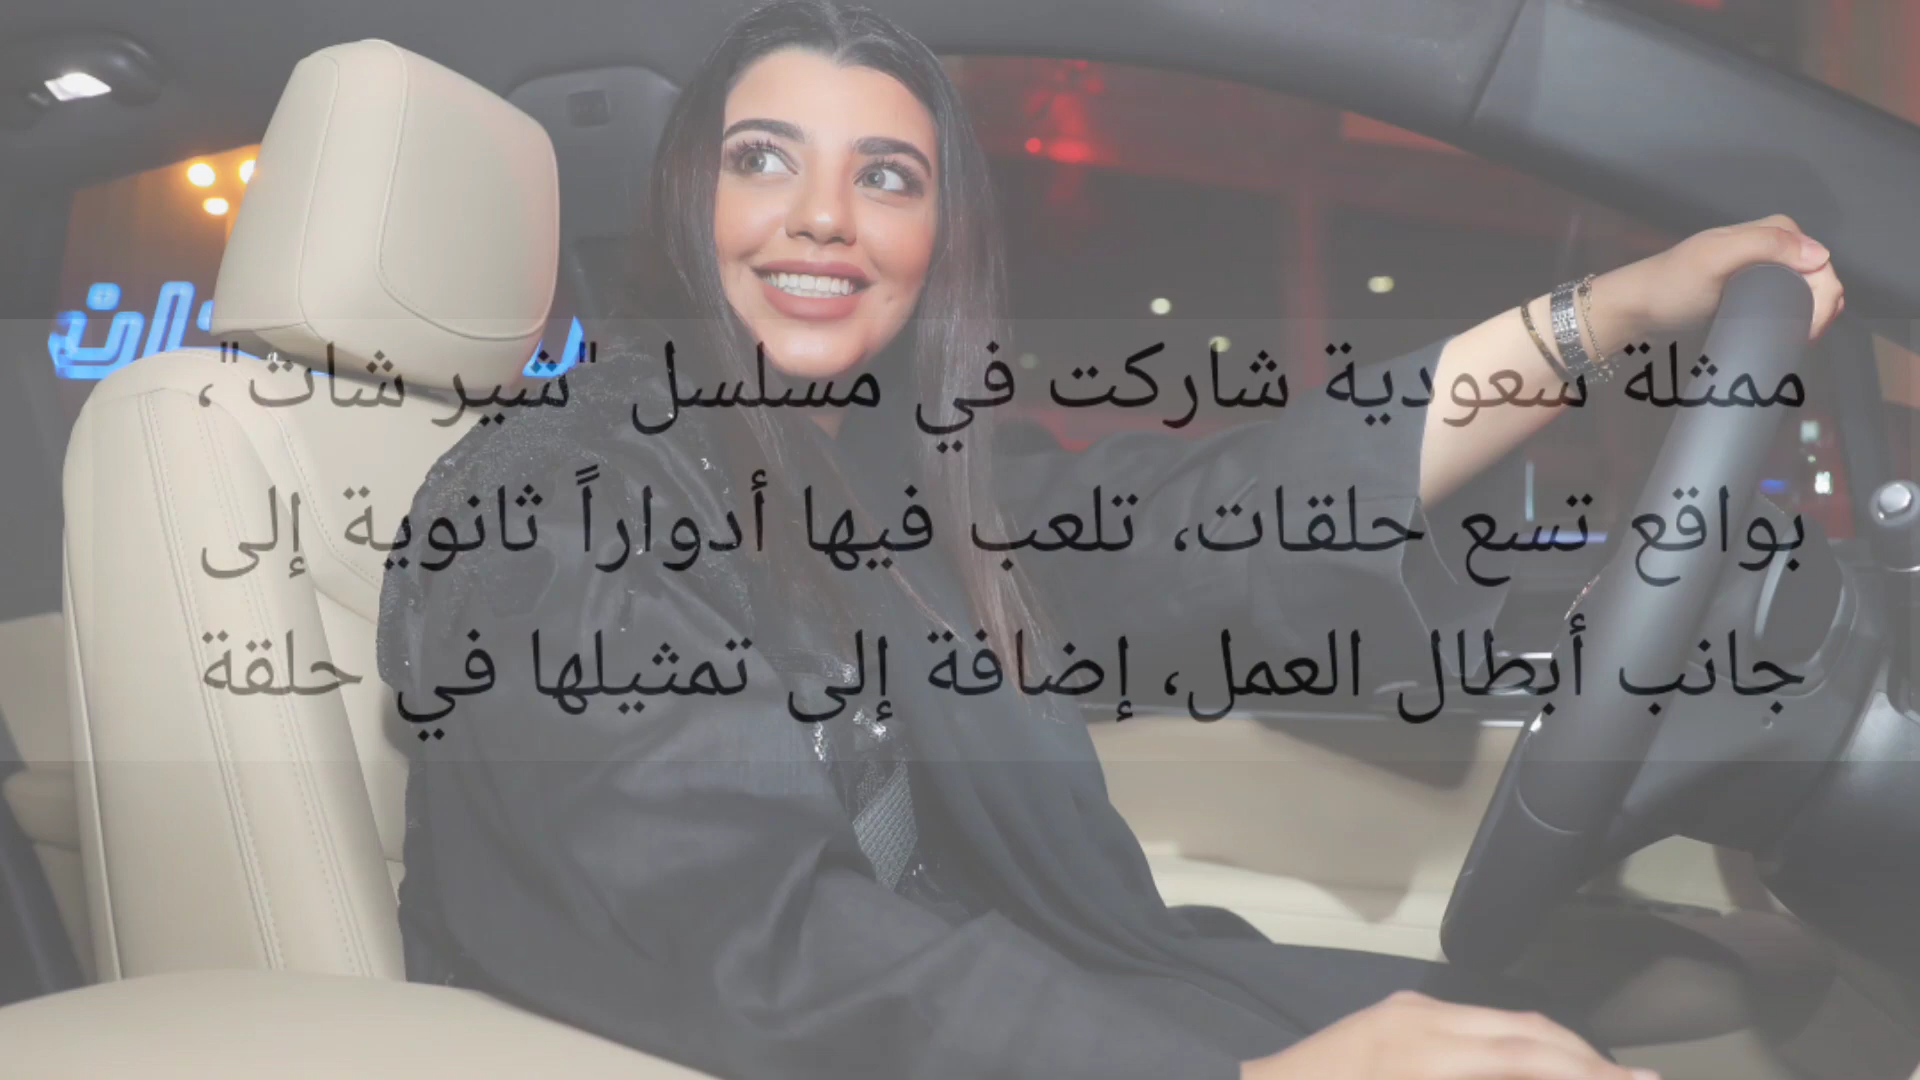 ممثلة سعودية شاركت في مسلسل "شير شات"،
بواقع تسع حلقات، تلعب فيها أدواراً ثانوية إلى
جانب أبطال العمل، إضافة إلى تمثيلها في حلقة